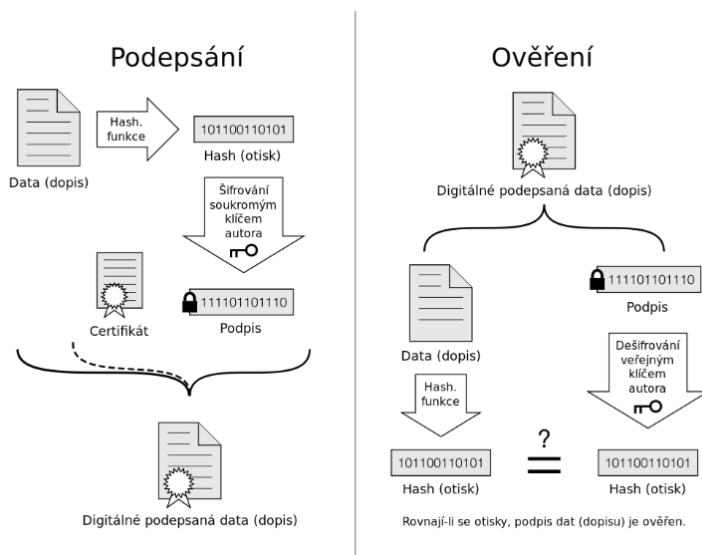 Podepsání
Hash.
funkce
101100110101
Hash (otisk)
Data (dopis)
Šifrování
soukromým
klíčem
autora
111101101110
Certifikát
Podpis
Digitálné podepsaná data (dopis)
Ověření
Digitálné podepsaná data (dopis)
111101101110
Podpis
Data (dopis)
Dešifrování
veřejným
klíčem
autora
Hash.
funkce
?
101100110101
=
101100110101
Hash (otisk)
Hash (otisk)
Rovnají-li se otisky, podpis dat (dopisu) je ověřen.